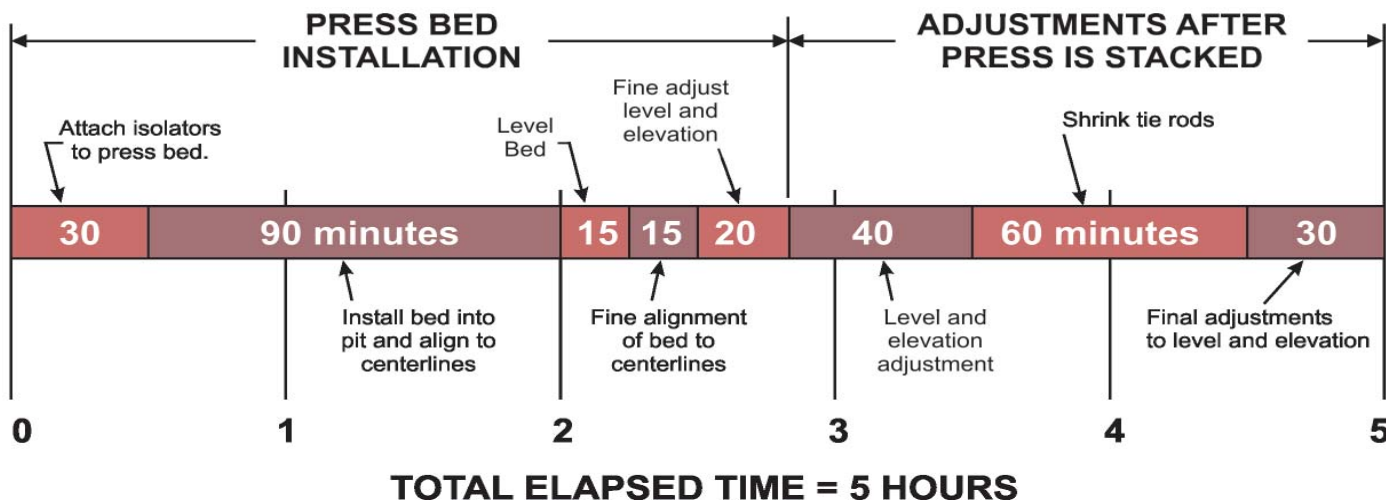 PRESS BED
INSTALLATION
ADJUSTMENTS AFTER
PRESS IS STACKED
Attach isolators
to press bed.
Level
Bed
Fine adjust
level and
elevation
Shrink tie rods
30
90 minutes
15
15
20
40
60 minutes
30
Install bed into
pit and align to
centerlines
Fine alignment
of bed to
centerlines
Level and
elevation
adjustment
Final adjustments
to level and elevation
0
1
2
3
4
5
TOTAL ELAPSED TIME = 5 HOURS